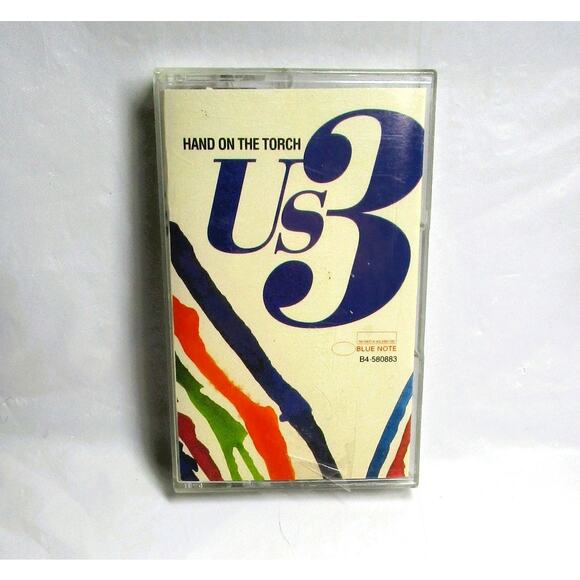 HAND ON THE TORCH
Us3
BLUE NOTE
B4-580883